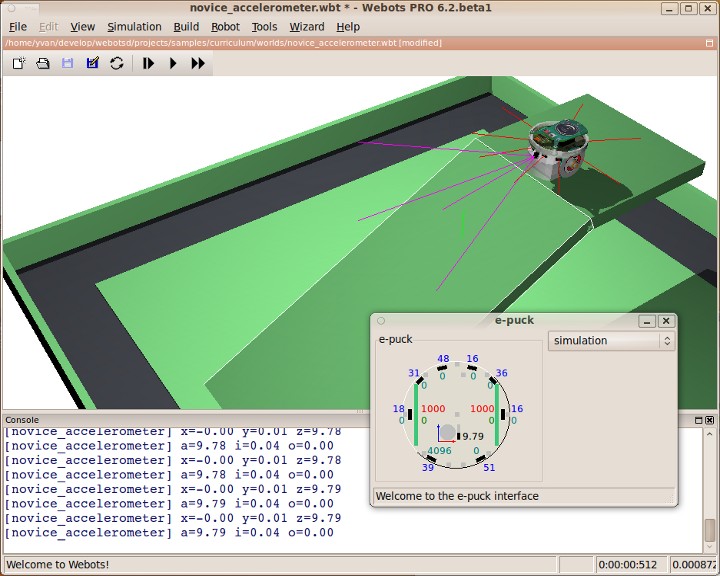 novice_accelerometer.wbt * - Webots PRO 6.2.beta1
File Edit View Simulation Build Robot Tools Wizard Help
/home/yvan/develop/webotsd/projects/samples/curriculum/worlds/novice_accelerometer.wbt [modified]
e-puck
e-puck
simulation
48 16
31 0 0 36
0 0
18 1000 1000 16
0 0 0 0
9.79
4096 0
39 51
Welcome to the e-puck interface
Console
[novice_accelerometer] x=-0.00 y=0.01 z=9.78
[novice_accelerometer] a=9.78 i=0.04 o=0.00
[novice_accelerometer] x=-0.00 y=0.01 z=9.78
[novice_accelerometer] a=9.78 i=0.04 o=0.00
[novice_accelerometer] x=-0.00 y=0.01 z=9.79
[novice_accelerometer] a=9.79 i=0.04 o=0.00
[novice_accelerometer] x=-0.00 y=0.01 z=9.79
[novice_accelerometer] a=9.79 i=0.04 o=0.00
Welcome to Webots! 0:00:00:512 0.000872